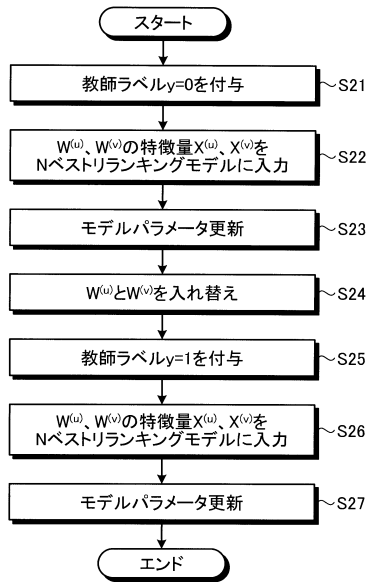 スタート
教師ラベルy=0を付与
S21
W(u)、W(v)の特徴量X(u)、X(v)を
Nベストリランキングモデルに入力
S22
モデルパラメータ更新
S23
W(u)とW(v)を入れ替え
S24
教師ラベルy=1を付与
S25
W(u)、W(v)の特徴量X(u)、X(v)を
Nベストリランキングモデルに入力
S26
モデルパラメータ更新
S27
エンド